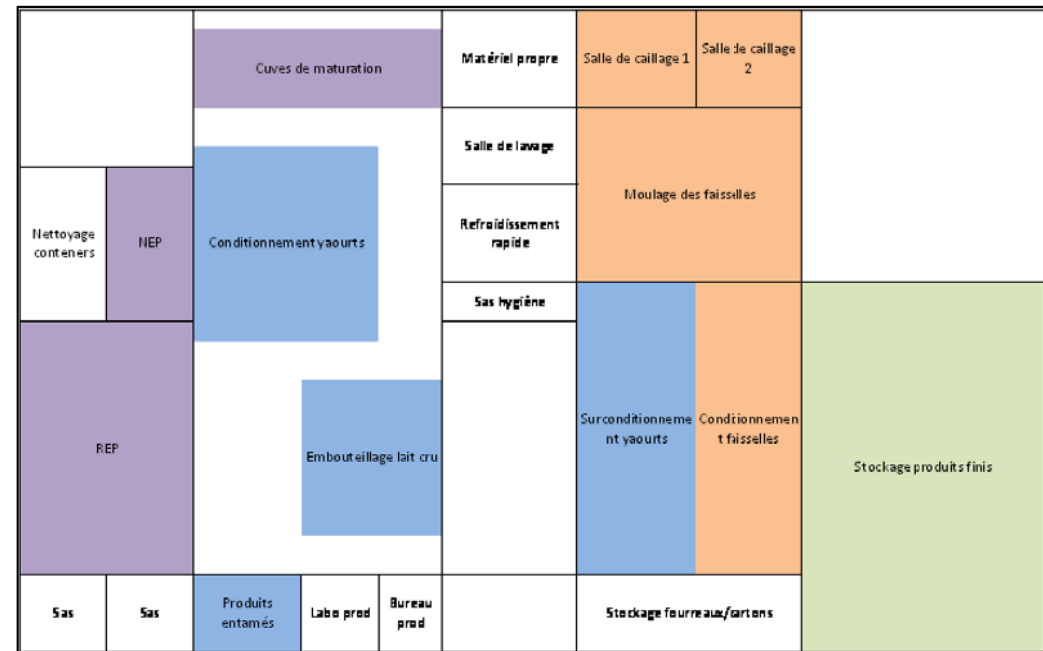 Cuves de maturation
Matériel propre
Salle de caillage 1
Salle de caillage
2
Salle de lavage
Moulage des faisselles
Nettoyage
conteners
NEP
Conditionnement yaourts
Refroidissement
rapide
Sas hygiène
REP
Embouteillage lait cru
Surconditionneme
nt yaourts
Conditionnemen
t faisselles
Stockage produits finis
Sas
Sas
Produits
entamés
Labo prod
Bureau
prod
Stockage fourreaux/cartons